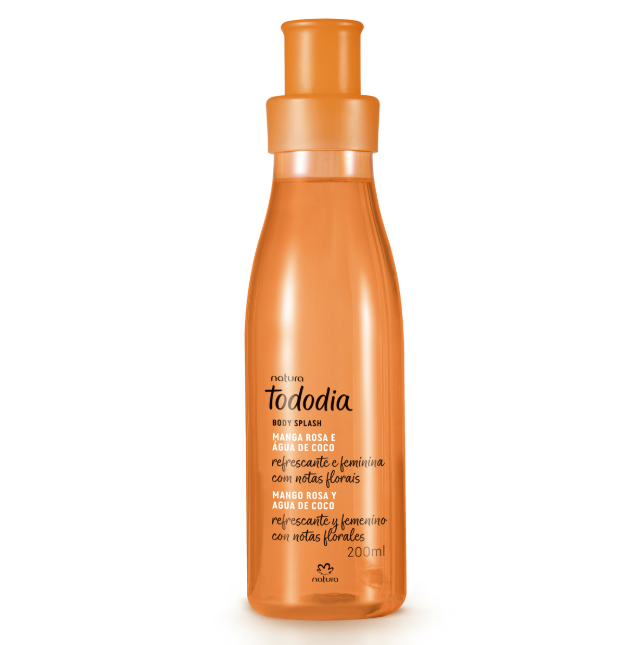 natura
tododia
BODY SPLASH
MANGA ROSA E
ÁGUA DE COCO
refrescante e feminina
com notas florais
MANGO ROSA Y
AGUA DE COCO
refrescante y femenino
con notas florales
200ml
natura